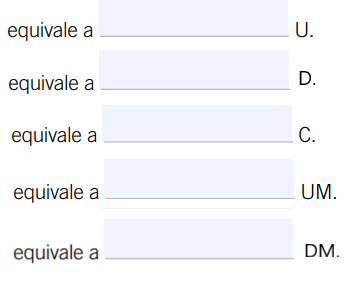 equivale a U.
equivale a D.
equivale a C.
equivale a UM.
equivale a DM.